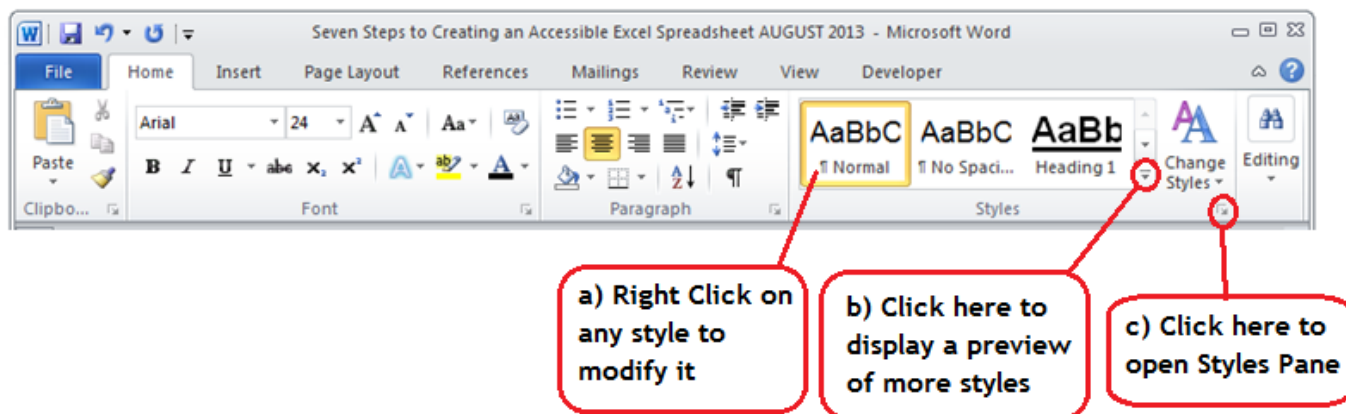 Seven Steps to Creating an Accessible Excel Spreadsheet AUGUST 2013 - Microsoft Word
File Home Insert Page Layout References Mailings Review View Developer
Arial 24 Aa
Paste
B I U abc x₂ x² A ab A
AaBbC AaBbC AaBb
¶ Normal ¶ No Spaci... Heading 1
Change Styles
Editing
Clipbo... Font Paragraph Styles
a) Right Click on
any style to
modify it
b) Click here to
display a preview
of more styles
c) Click here to
open Styles Pane